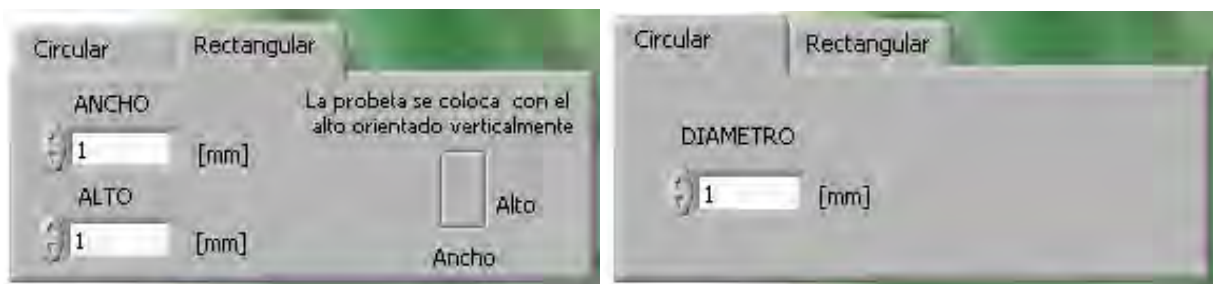 Circular Rectangular
ANCHO
1 [mm]
ALTO
1 [mm]
La probeta se coloca con el
alto orientado verticalmente
Alto
Ancho
Circular Rectangular
DIAMETRO
1 [mm]